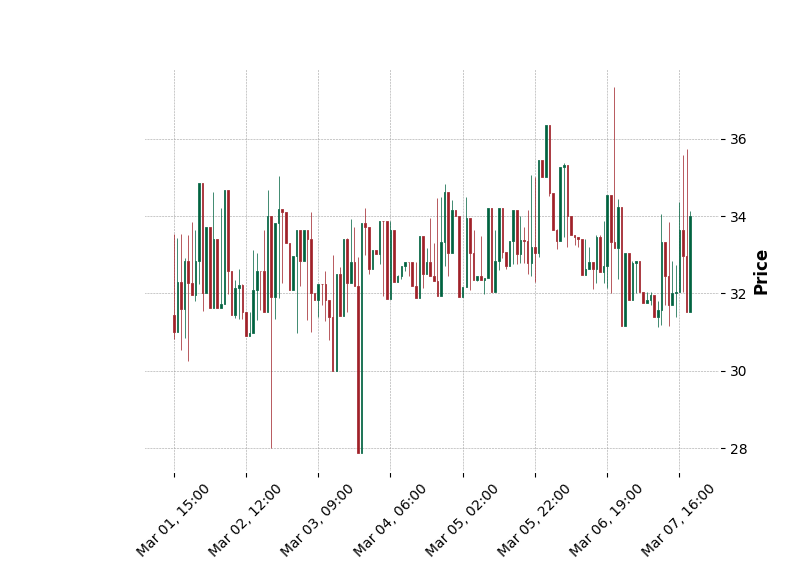 36
34
32
30
28
Price
Mar 01, 15:00
Mar 02, 12:00
Mar 03, 09:00
Mar 04, 06:00
Mar 05, 02:00
Mar 05, 22:00
Mar 06, 19:00
Mar 07, 16:00